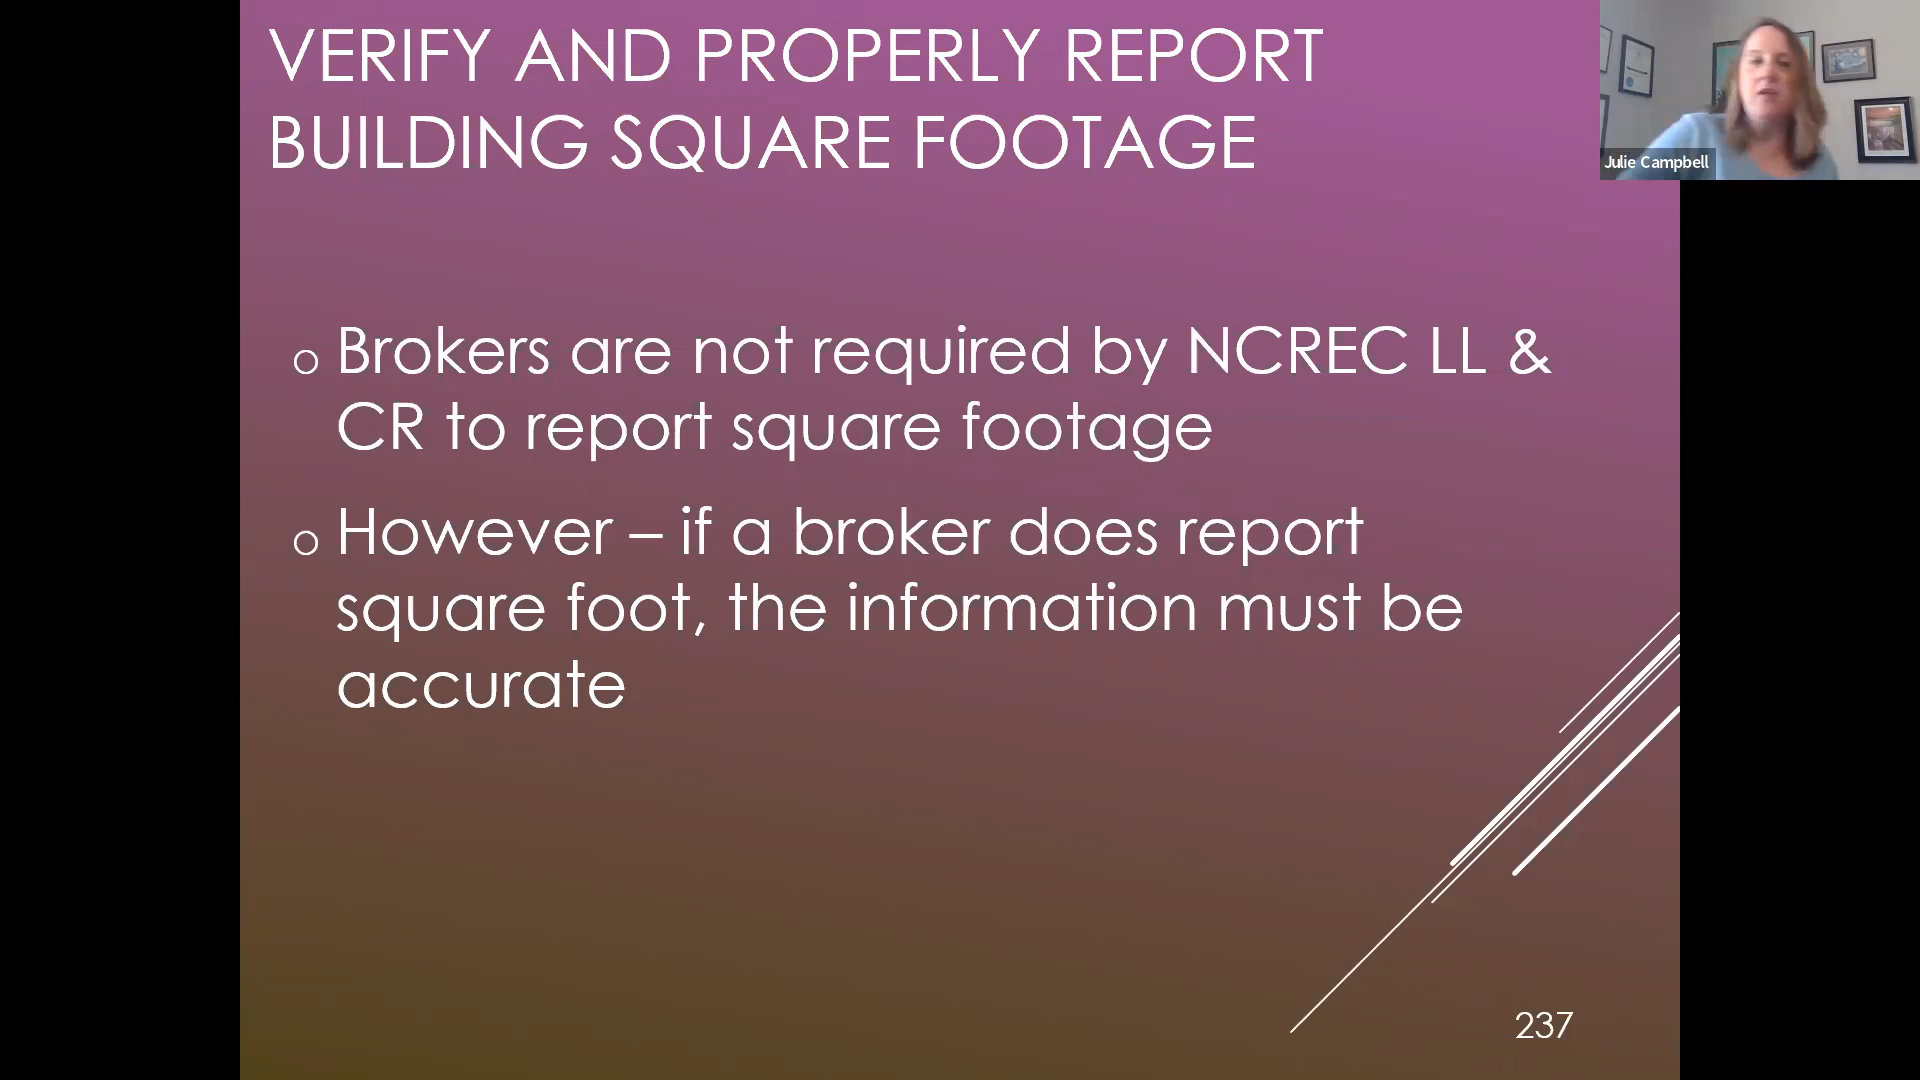 VERIFY AND PROPERLY REPORT
BUILDING SQUARE FOOTAGE
Julie Campbell
o Brokers are not required by NCREC LL &
CR to report square footage
o However – if a broker does report
square foot, the information must be
accurate
237